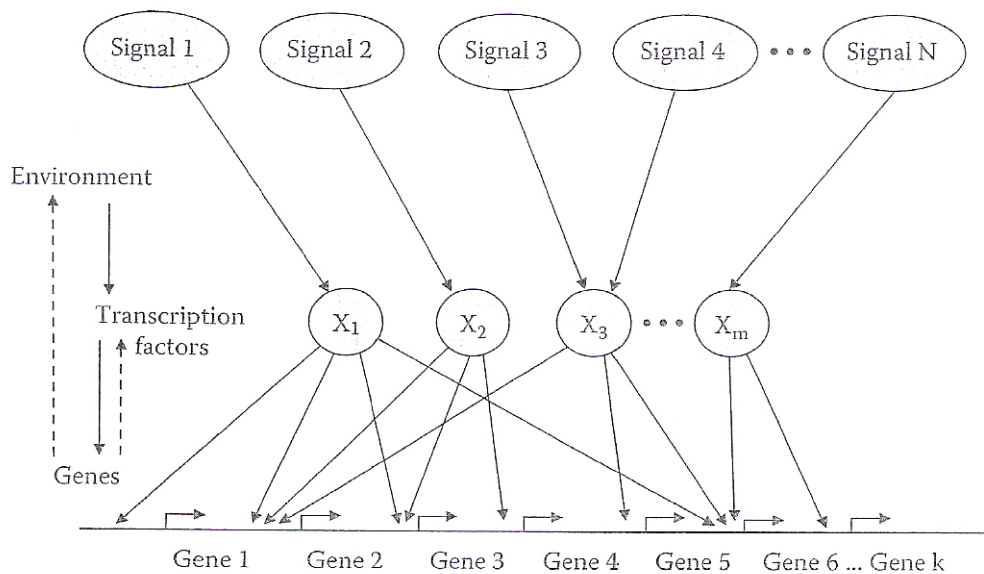 Signal 1 Signal 2 Signal 3 Signal 4 ••• Signal N
Environment
Transcription
factors
X₁ X₂ X₃ ••• Xₘ
Genes
Gene 1 Gene 2 Gene 3 Gene 4 Gene 5 Gene 6 ... Gene k